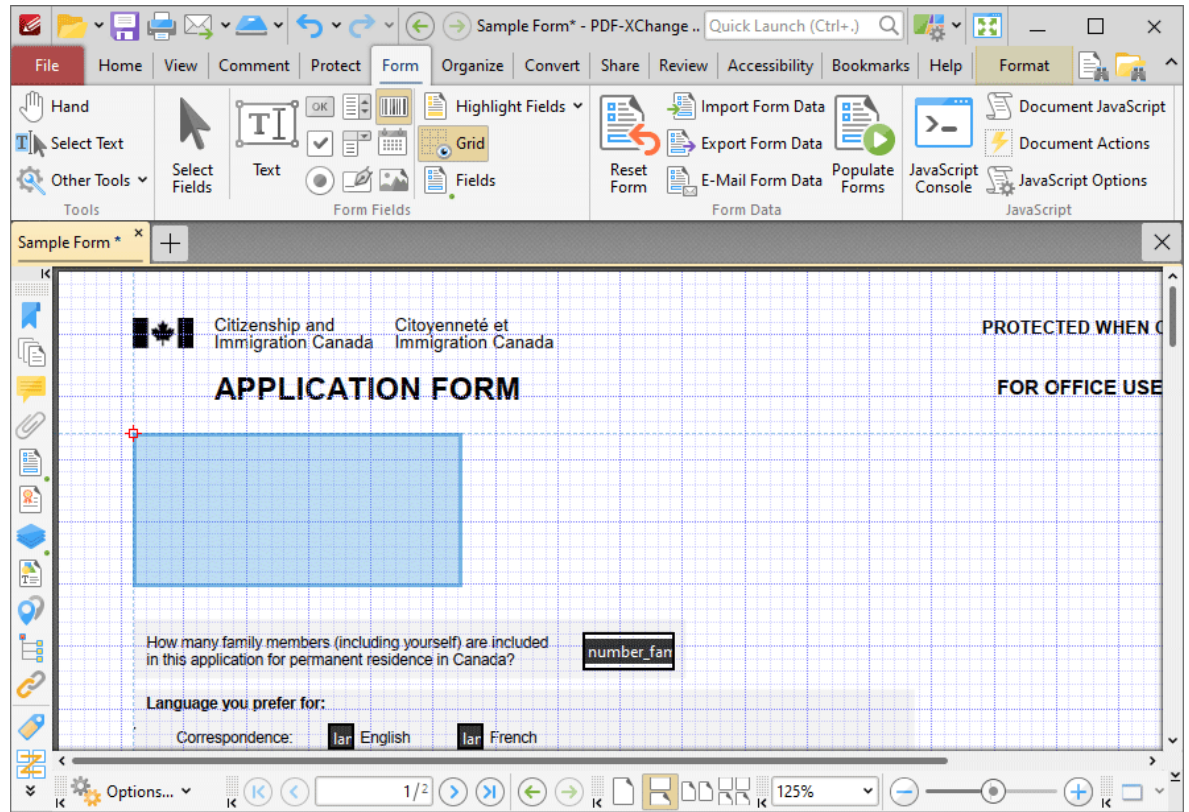 Sample Form* - PDF-XChange .. Quick Launch (Ctrl+.)
File Home View Comment Protect Form Organize Convert Share Review Accessibility Bookmarks Help Format
Hand
Select Text
Other Tools
Tools
Select
Fields
Text
OK
Highlight Fields
Grid
Fields
Form Fields
Reset
Form
Import Form Data
Export Form Data
E-Mail Form Data
Populate
Forms
Form Data
JavaScript
Console
Document JavaScript
Document Actions
JavaScript Options
JavaScript
Sample Form *
Citizenship and Citoyenneté et
Immigration Canada Immigration Canada
PROTECTED WHEN
APPLICATION FORM
FOR OFFICE USE
How many family members (including yourself) are included
in this application for permanent residence in Canada?
number_fan
Language you prefer for:
Correspondence: lar English lar French
Options... 1/2 125%